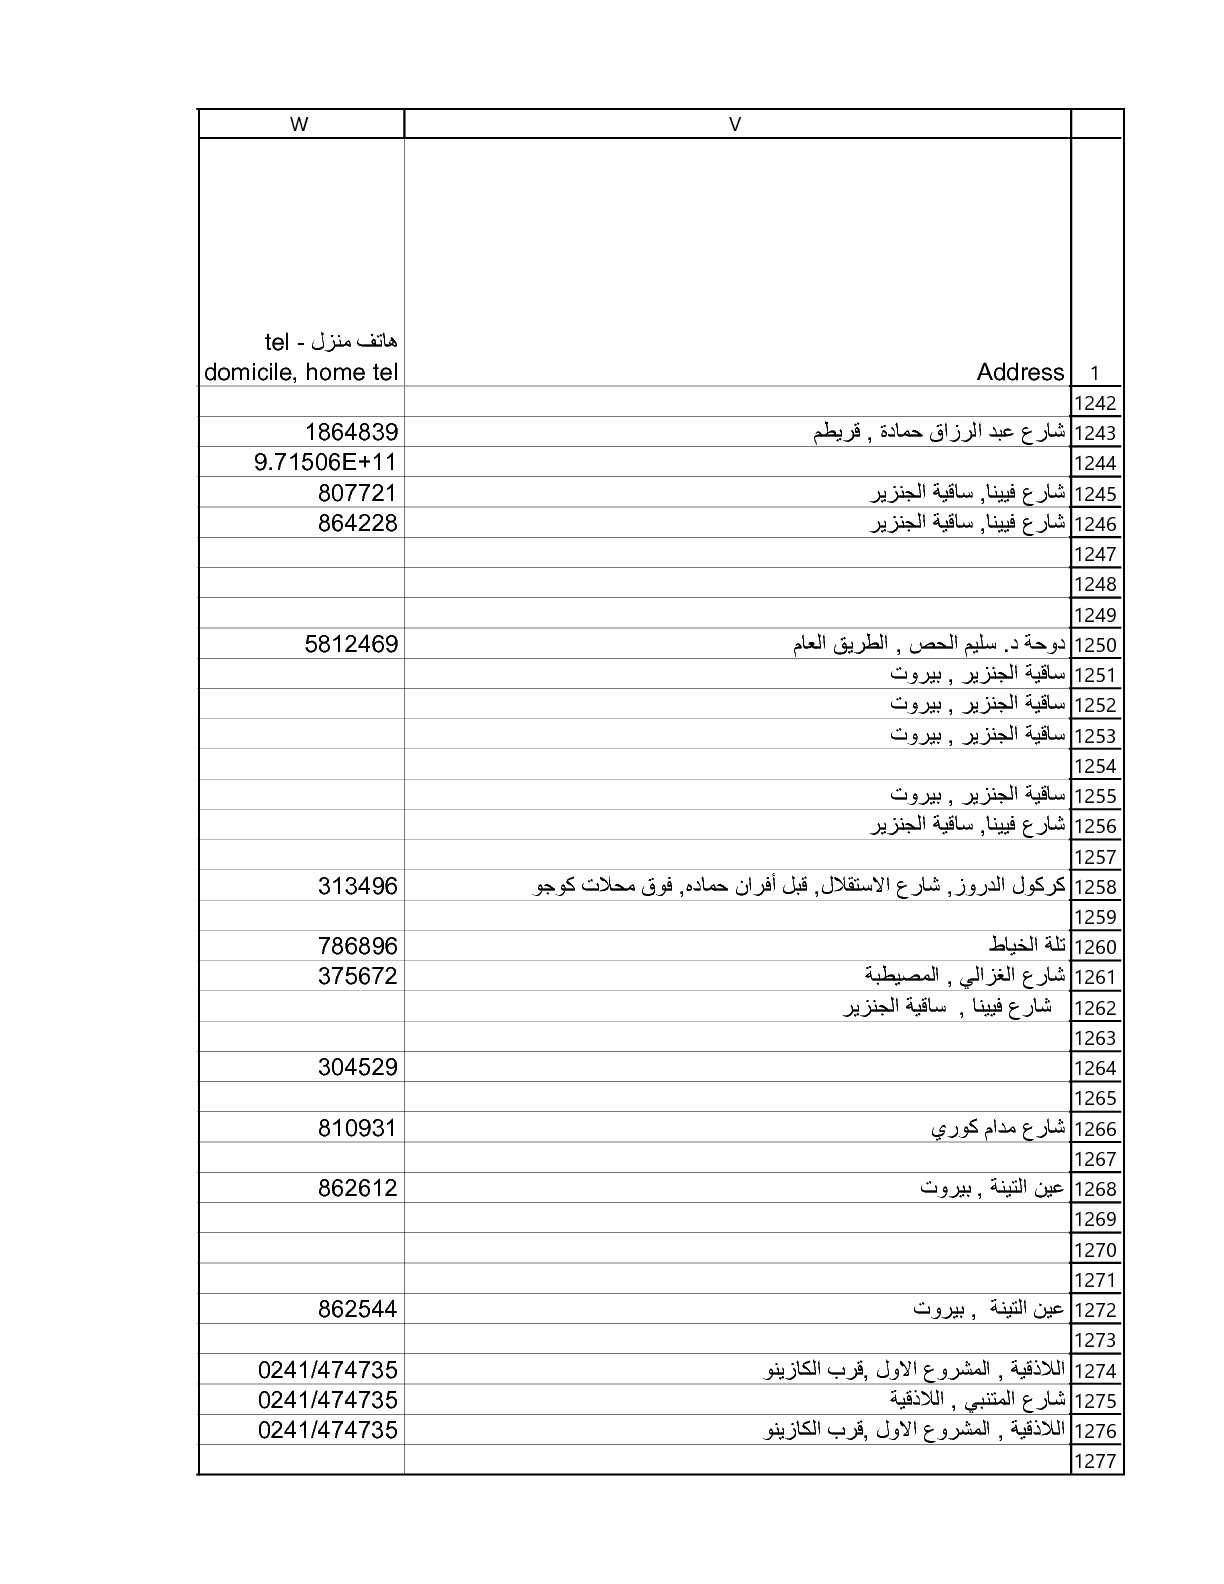 V W
1 Address هاتف منزل - tel
domicile, home tel
1242
1243 شارع عبد الرزاق حمادة , قريطم 1864839
1244 9.71506E+11
1245 شارع فيينا, ساقية الجنزير 807721
1246 شارع فيينا, ساقية الجنزير 864228
1247
1248
1249
1250 دوحة د. سليم الحص , الطريق العام 5812469
1251 ساقية الجنزير , بيروت
1252 ساقية الجنزير , بيروت
1253 ساقية الجنزير , بيروت
1254
1255 ساقية الجنزير , بيروت
1256 شارع فيينا, ساقية الجنزير
1257
1258 كركول الدروز, شارع الاستقلال, قبل أفران حماده, فوق محلات كوجو 313496
1259
1260 تلة الخياط 786896
1261 شارع الغزالي , المصيطبة 375672
1262 شارع فيينا , ساقية الجنزير
1263
1264 304529
1265
1266 شارع مدام كوري 810931
1267
1268 عين التينة , بيروت 862612
1269
1270
1271
1272 عين التينة , بيروت 862544
1273
1274 اللاذقية , المشروع الاول ,قرب الكازينو 0241/474735
1275 شارع المتنبي , اللاذقية 0241/474735
1276 اللاذقية , المشروع الاول ,قرب الكازينو 0241/474735
1277